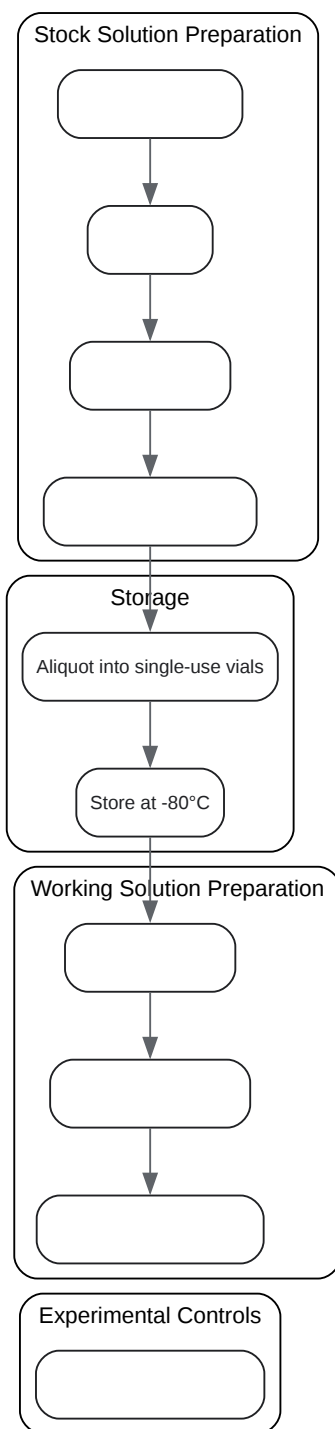 Stock Solution Preparation
Storage
Aliquot into single-use vials
Store at -80°C
Working Solution Preparation
Experimental Controls